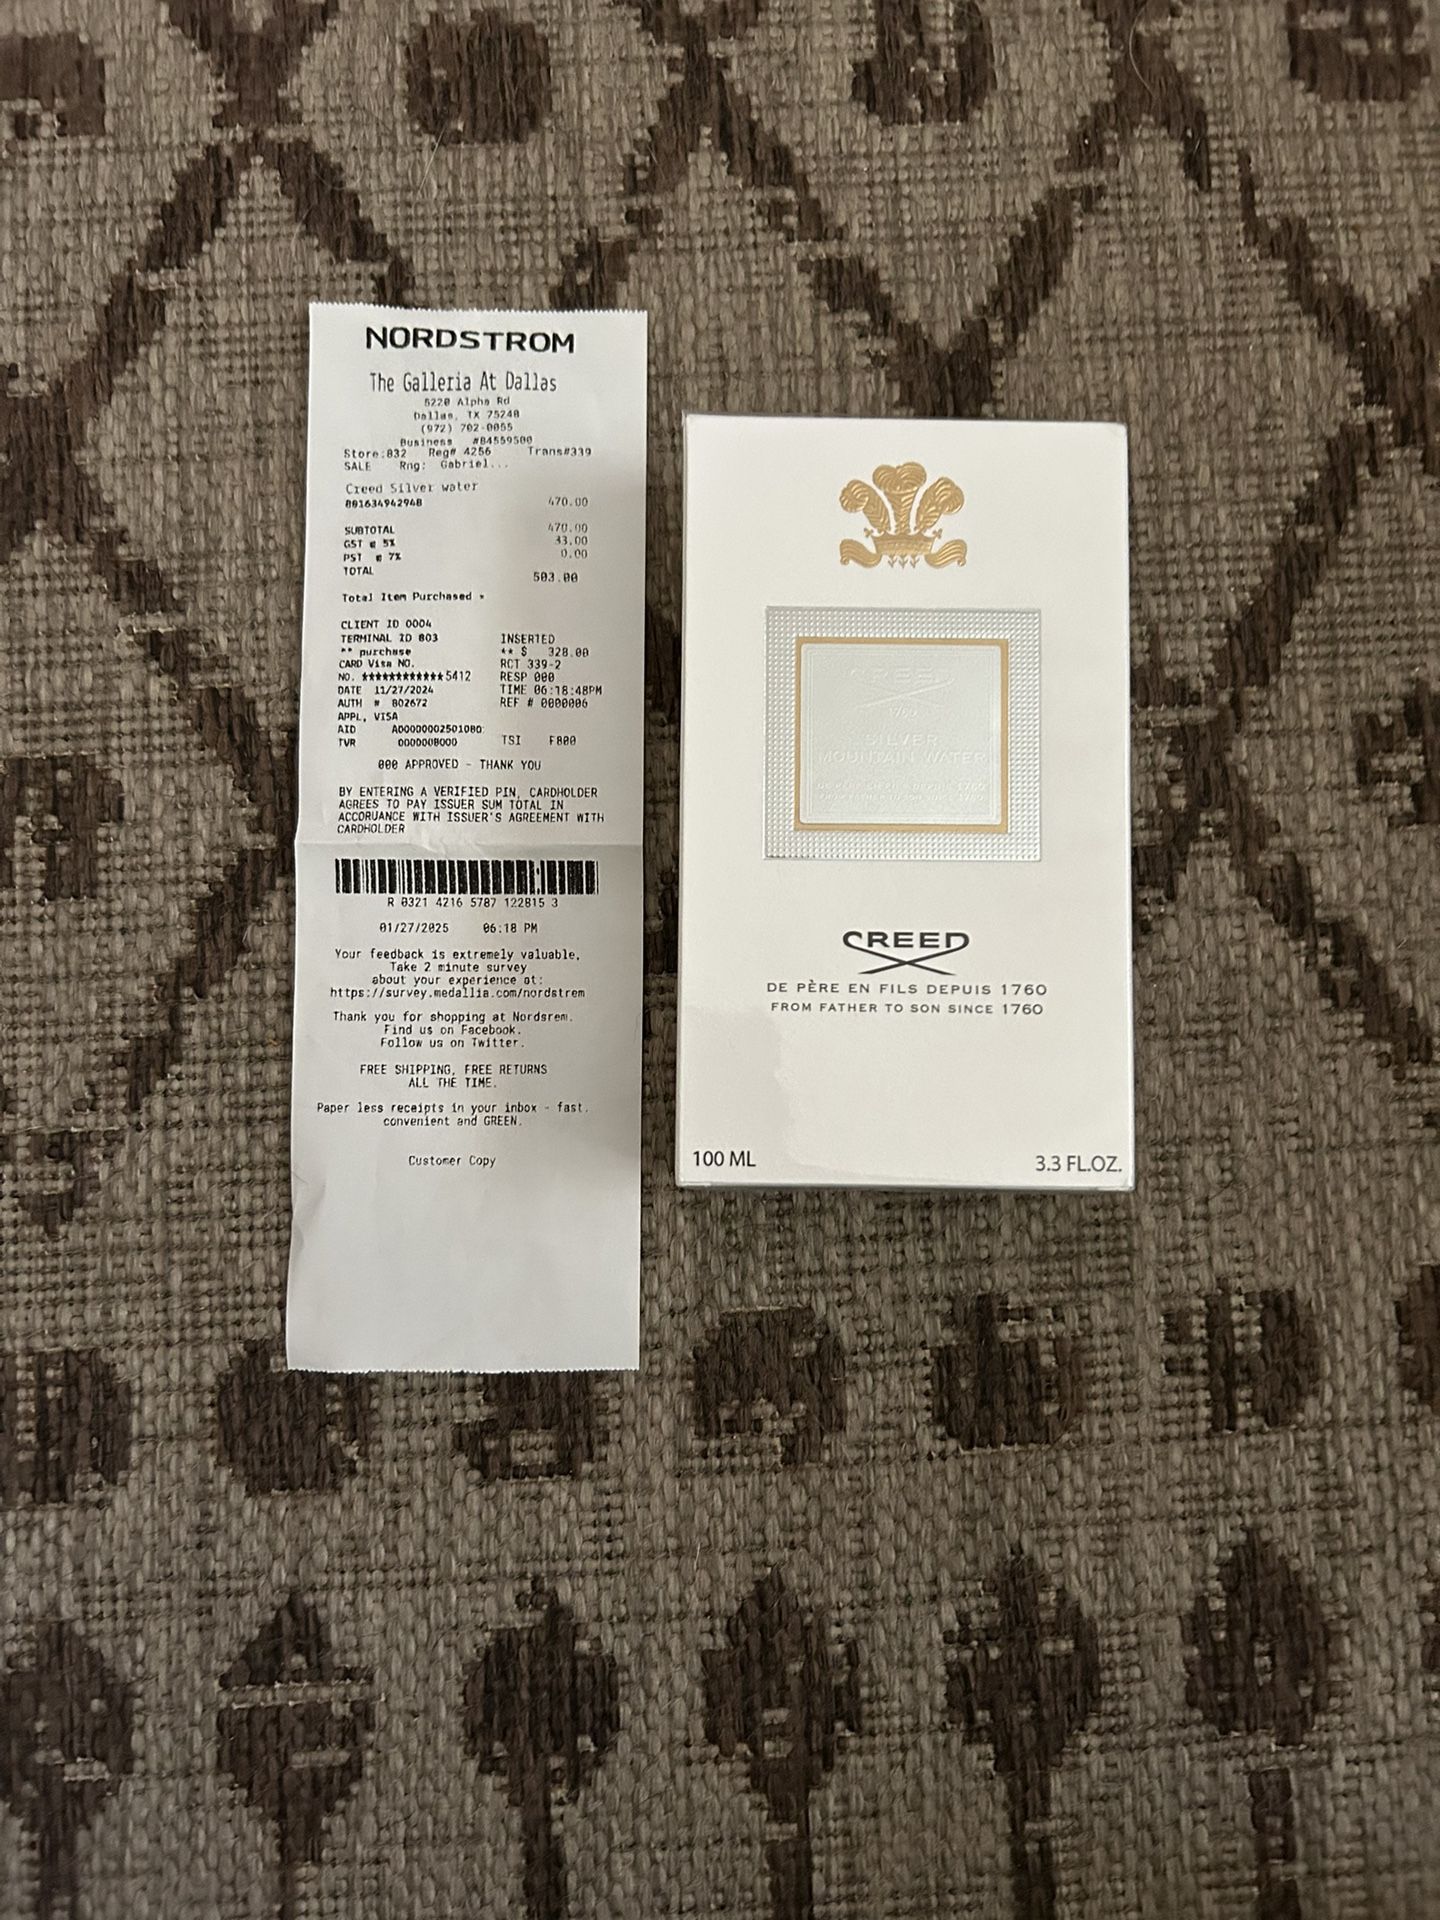 NORDSTROM
The Galleria At Dallas
5220 Alpha Rd
Dallas, TX 75240
(972) 702-0055
Business #84559500
Store:832 Reg# 4256 Trans#339
SALE Rng: Gabriel...
Creed Silver water
001634942948 470.00
SUBTOTAL 470.00
GST @ 5% 33.00
PST @ 7% 0.00
TOTAL 503.00
Total Item Purchased -
CLIENT ID 0004
TERMINAL ID 803 INSERTED
** purchase ** $ 328.00
CARD Visa NO. RCT 339-2
NO. ************5412 RESP 000
DATE 11/27/2024 TIME 06:18:48PM
AUTH # 802672 REF # 0000006
APPL, VISA
AID A0000000250108O
TVR 0000008000 TSI F800
000 APPROVED - THANK YOU
BY ENTERING A VERIFIED PIN, CARDHOLDER
AGREES TO PAY ISSUER SUM TOTAL IN
ACCORUANCE WITH ISSUER'S AGREEMENT WITH
CARDHOLDER
R 0321 4216 5787 122815 3
01/27/2025 06:18 PM
Your feedback is extremely valuable,
Take 2 minute survey
about your experience at:
https://survey.medallia.com/nordstrem
Thank you for shopping at Nordsrem.
Find us on Facebook.
Follow us on Twitter.
FREE SHIPPING, FREE RETURNS
ALL THE TIME.
Paper less receipts in your inbox - fast.
convenient and GREEN.
Customer Copy
CREED
1760
SILVER
MOUNTAIN WATER
CREED
DE PÈRE EN FILS DEPUIS 1760
FROM FATHER TO SON SINCE 1760
100 ML 3.3 FL.OZ.